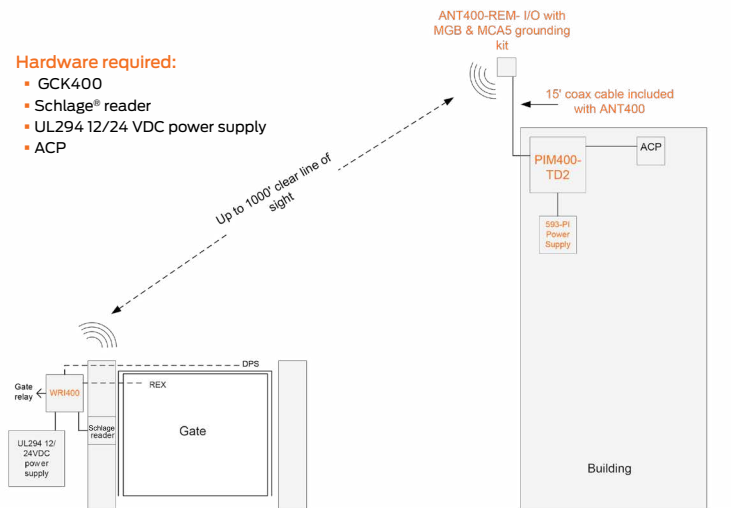 ANT400-REM- I/O with
MGB & MCA5 grounding
kit
Hardware required:
▪ GCK400
▪ Schlage® reader
▪ UL294 12/24 VDC power supply
▪ ACP
15' coax cable included
with ANT400
ACP
PIM400-
TD2
593-PI
Power
Supply
Up to 1000' clear line of
sight
DPS
REX
Gate
relay
WRI400
Schlage
reader
Gate
UL294 12/
24VDC
power
supply
Building